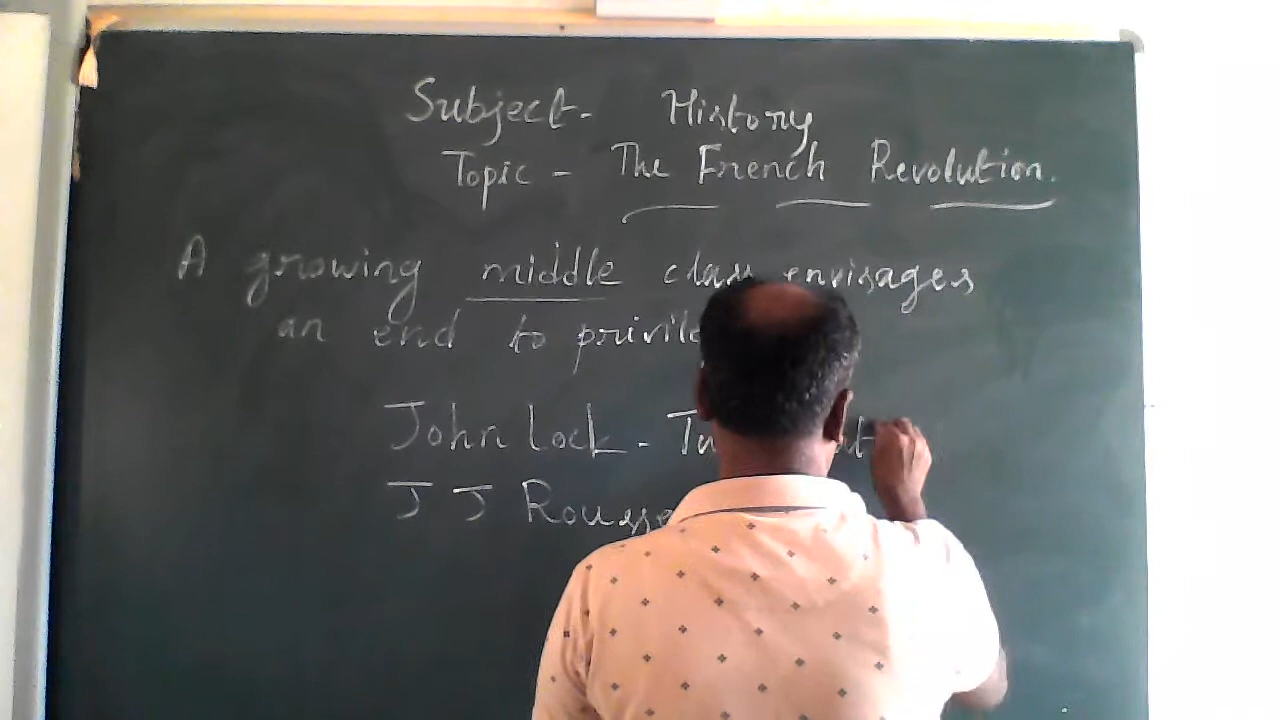 Subject- History
Topic - The French Revolution.
A growing middle class envisages
an end to
John Lock -
J J